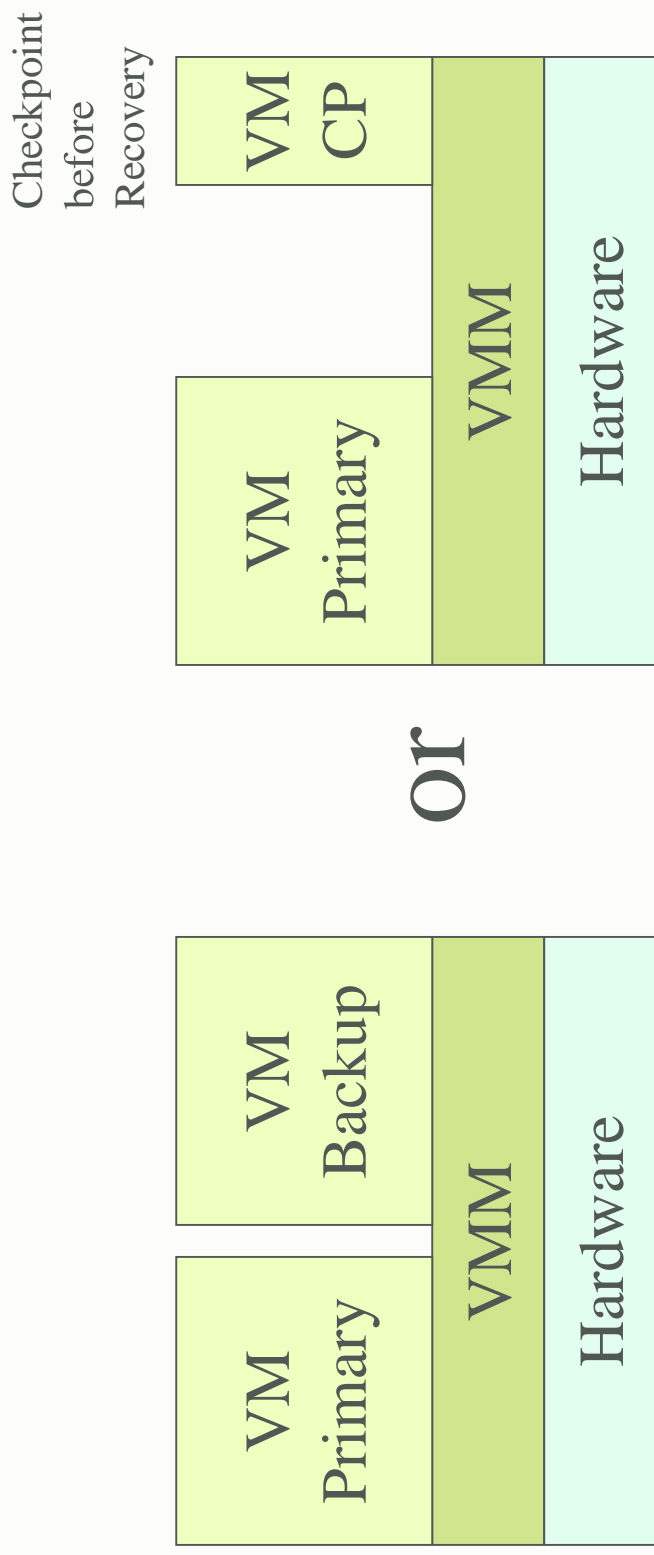 VM
Primary
VM
Backup
VMM
Hardware
or
Checkpoint
before
Recovery
VM
Primary
VM
CP
VMM
Hardware